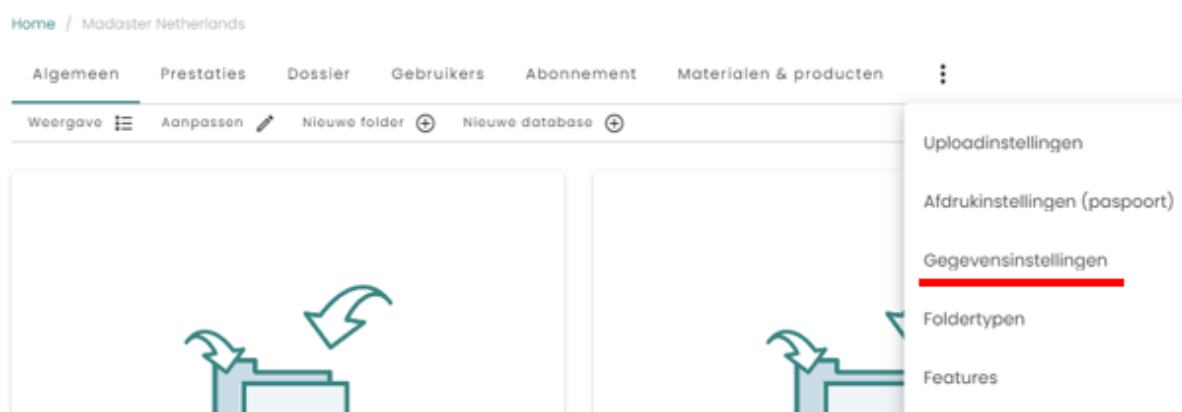 Home / Madaster Netherlands
Algemeen Prestaties Dossier Gebruikers Abonnement Materialen & producten
Weergave Aanpassen Nieuwe folder Nieuwe database
Uploadinstellingen
Afdrukinstellingen (paspoort)
Gegevensinstellingen
Foldertypen
Features